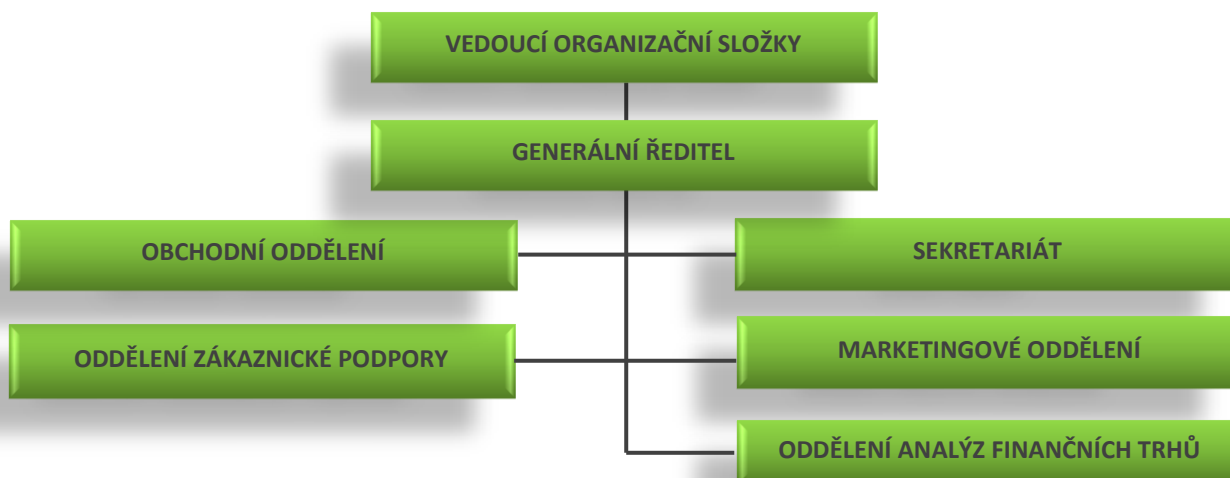 VEDOUCÍ ORGANIZAČNÍ SLOŽKY
GENERÁLNÍ ŘEDITEL
OBCHODNÍ ODDĚLENÍ
SEKRETARIÁT
ODDĚLENÍ ZÁKAZNICKÉ PODPORY
MARKETINGOVÉ ODDĚLENÍ
ODDĚLENÍ ANALÝZ FINANČNÍCH TRHŮ